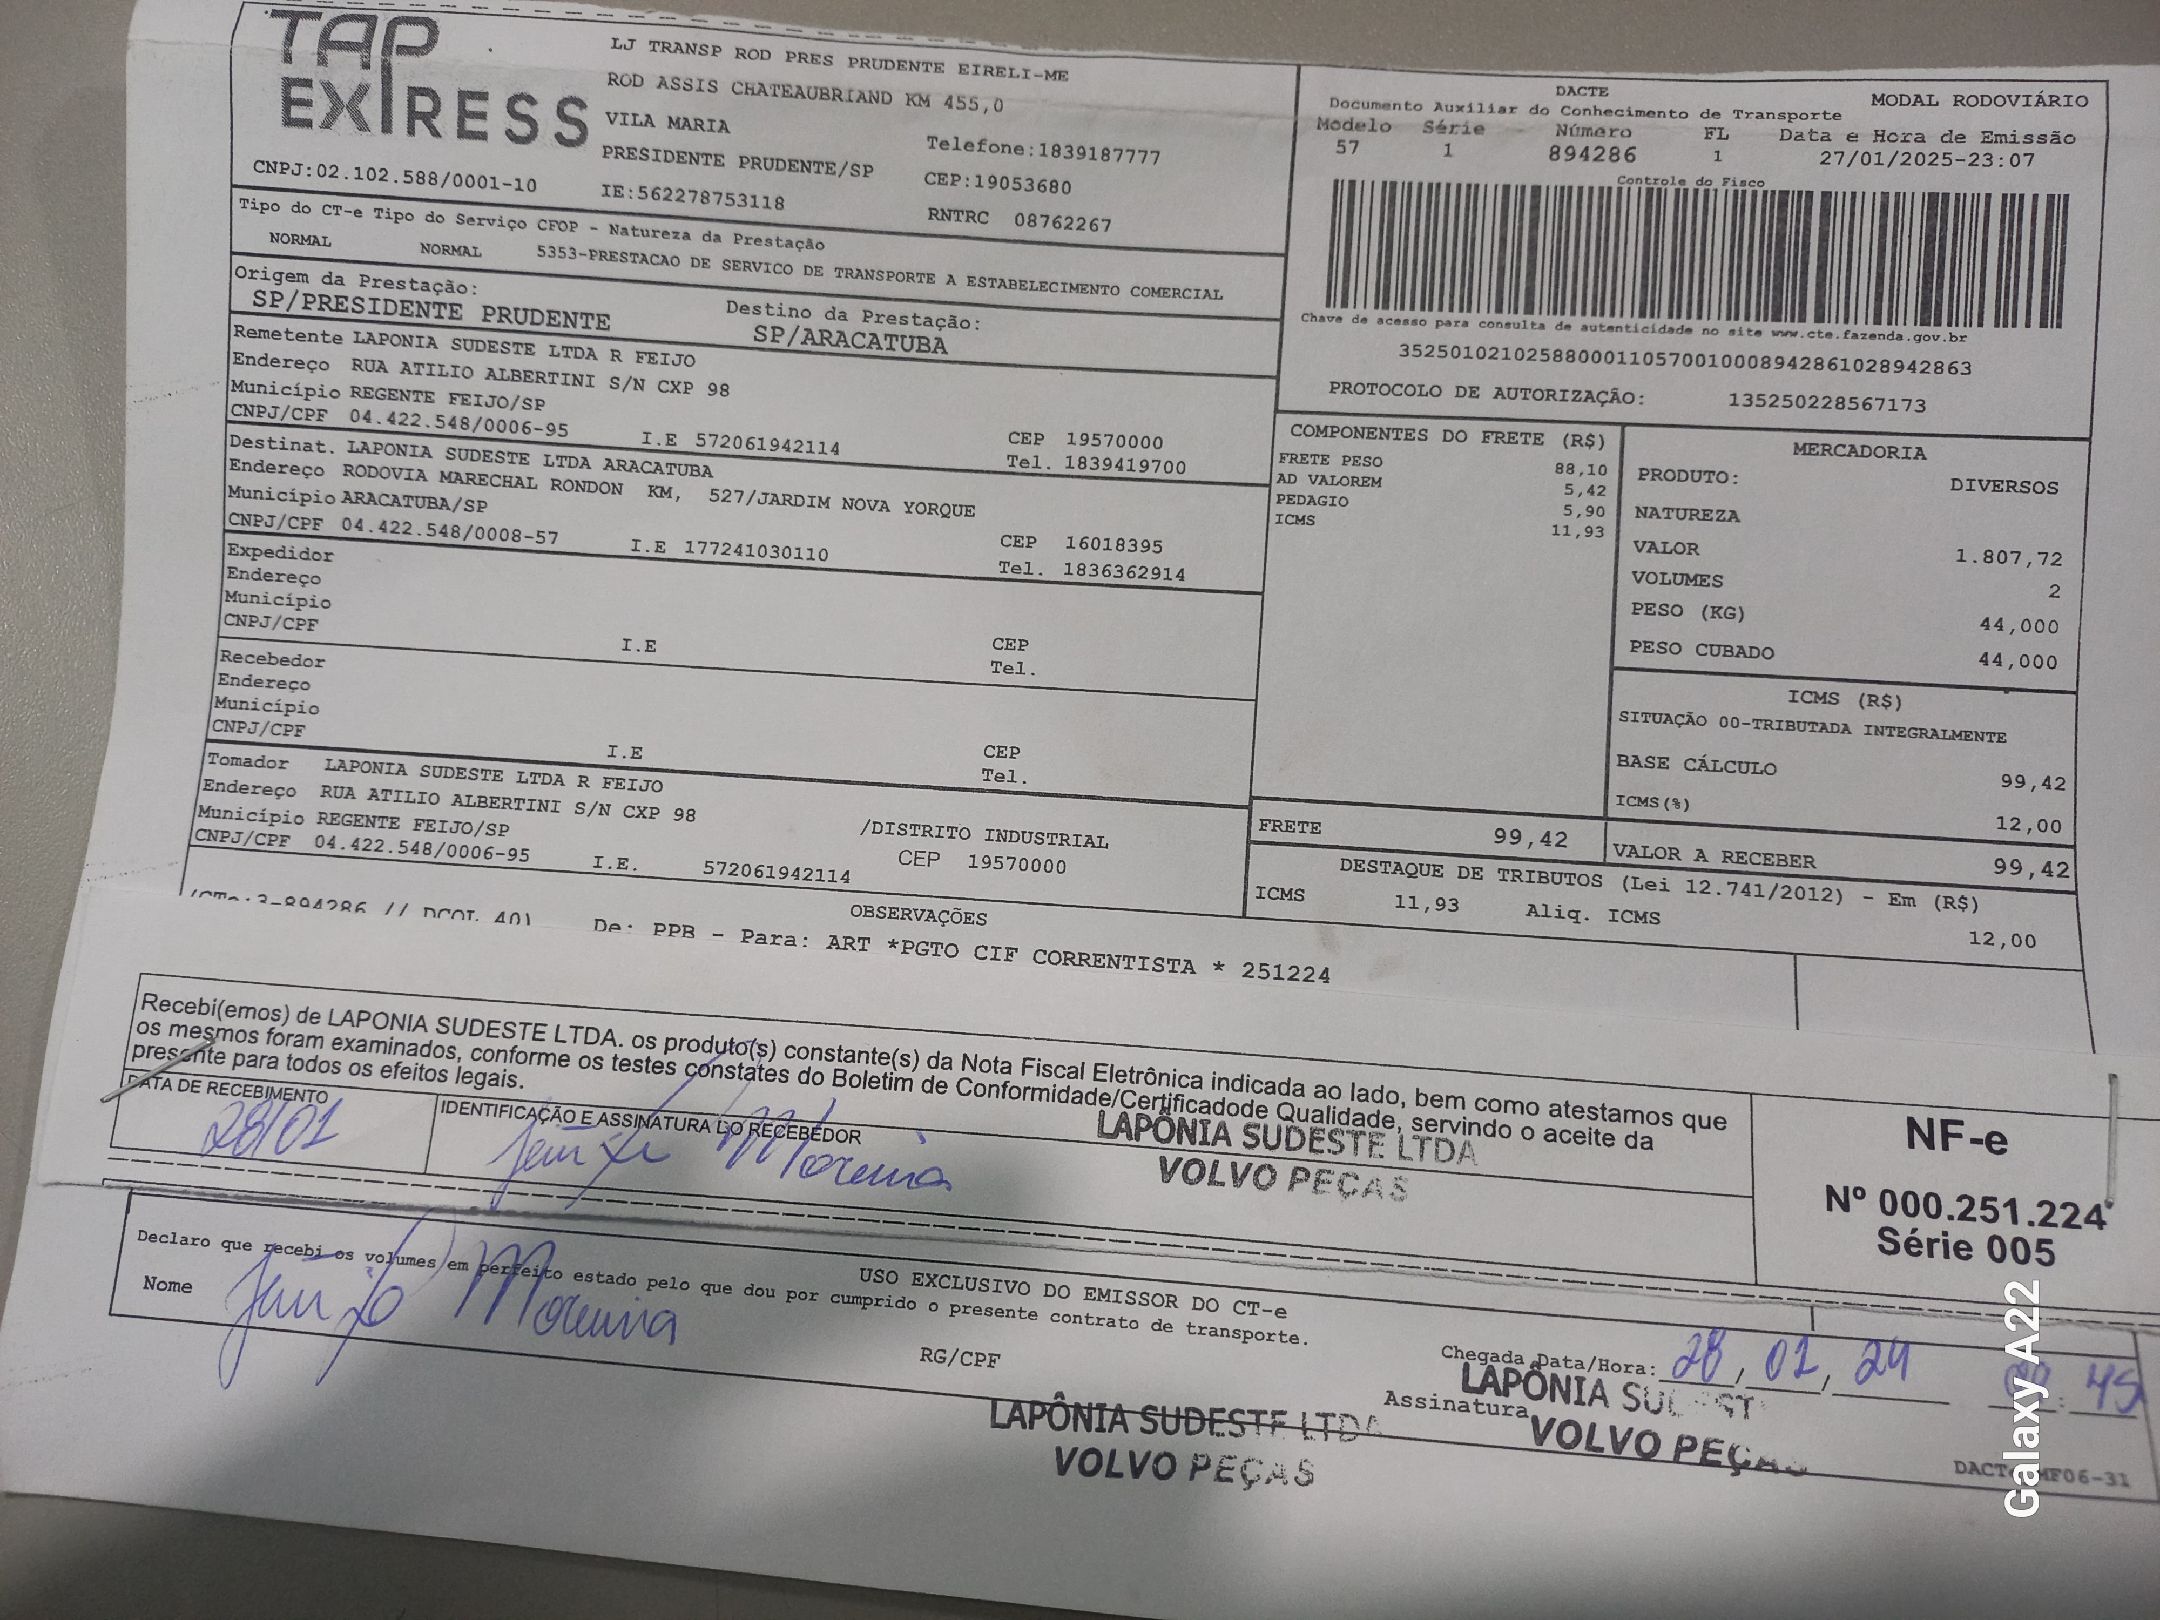 TAP EXPRESS
LJ TRANSP ROD PRES PRUDENTE EIRELI-ME
ROD ASSIS CHATEAUBRIAND KM 455,0
VILA MARIA
Telefone:1839187777
PRESIDENTE PRUDENTE/SP
CEP:19053680
CNPJ:02.102.588/0001-10
IE:562278753118
RNTRC 08762267
DACTE
MODAL RODOVIÁRIO
Documento Auxiliar do Conhecimento de Transporte
Modelo Série Número FL Data e Hora de Emissão
57 1 894286 1 27/01/2025-23:07
Controle do Fisco
Chave de acesso para consulta de autenticidade no site www.cte.fazenda.gov.br
35250102102588000110570010008942861028942863
PROTOCOLO DE AUTORIZAÇÃO: 135250228567173
Tipo do CT-e Tipo do Serviço CFOP - Natureza da Prestação
NORMAL NORMAL 5353-PRESTACAO DE SERVICO DE TRANSPORTE A ESTABELECIMENTO COMERCIAL
Origem da Prestação:
SP/PRESIDENTE PRUDENTE
Destino da Prestação:
SP/ARACATUBA
Remetente LAPONIA SUDESTE LTDA R FEIJO
Endereço RUA ATILIO ALBERTINI S/N CXP 98
Município REGENTE FEIJO/SP
CEP 19570000
CNPJ/CPF 04.422.548/0006-95 I.E 572061942114 Tel. 1839419700
Destinat. LAPONIA SUDESTE LTDA ARACATUBA
Endereço RODOVIA MARECHAL RONDON KM, 527/JARDIM NOVA YORQUE
Município ARACATUBA/SP
CEP 16018395
CNPJ/CPF 04.422.548/0008-57 I.E 177241030110 Tel. 1836362914
Expedidor
Endereço
Município
CEP
CNPJ/CPF I.E Tel.
Recebedor
Endereço
Município
CEP
CNPJ/CPF I.E Tel.
Tomador LAPONIA SUDESTE LTDA R FEIJO
Endereço RUA ATILIO ALBERTINI S/N CXP 98 /DISTRITO INDUSTRIAL
Município REGENTE FEIJO/SP CEP 19570000
CNPJ/CPF 04.422.548/0006-95 I.E. 572061942114
COMPONENTES DO FRETE (R$)
FRETE PESO 88,10
AD VALOREM 5,42
PEDAGIO 5,90
ICMS 11,93
MERCADORIA
PRODUTO: DIVERSOS
NATUREZA
VALOR 1.807,72
VOLUMES 2
PESO (KG) 44,000
PESO CUBADO 44,000
ICMS (R$)
SITUAÇÃO 00-TRIBUTADA INTEGRALMENTE
BASE CÁLCULO 99,42
ICMS(%) 12,00
FRETE 99,42
VALOR A RECEBER 99,42
DESTAQUE DE TRIBUTOS (Lei 12.741/2012) - Em (R$)
ICMS 11,93 Aliq. ICMS 12,00
OBSERVAÇÕES
(CTe:3-894286 // DCOL 40) De: PPB - Para: ART *PGTO CIF CORRENTISTA * 251224
Recebi(emos) de LAPONIA SUDESTE LTDA. os produto(s) constante(s) da Nota Fiscal Eletrônica indicada ao lado, bem como atestamos que
os mesmos foram examinados, conforme os testes constates do Boletim de Conformidade/Certificadode Qualidade, servindo o aceite da
presente para todos os efeitos legais.
DATA DE RECEBIMENTO
28/01
IDENTIFICAÇÃO E ASSINATURA DO RECEBEDOR
Moreira
LAPÔNIA SUDESTE LTDA
VOLVO PEÇAS
NF-e
Nº 000.251.224
Série 005
USO EXCLUSIVO DO EMISSOR DO CT-e
Declaro que recebi os volumes em perfeito estado pelo que dou por cumprido o presente contrato de transporte.
Nome Moreira
RG/CPF
Chegada Data/Hora: 28, 01, 24 : 45
Assinatura
LAPÔNIA SUDESTE LTDA
VOLVO PEÇAS
LAPÔNIA SUDEST
VOLVO PEÇAS
MF06-31
Galaxy A22